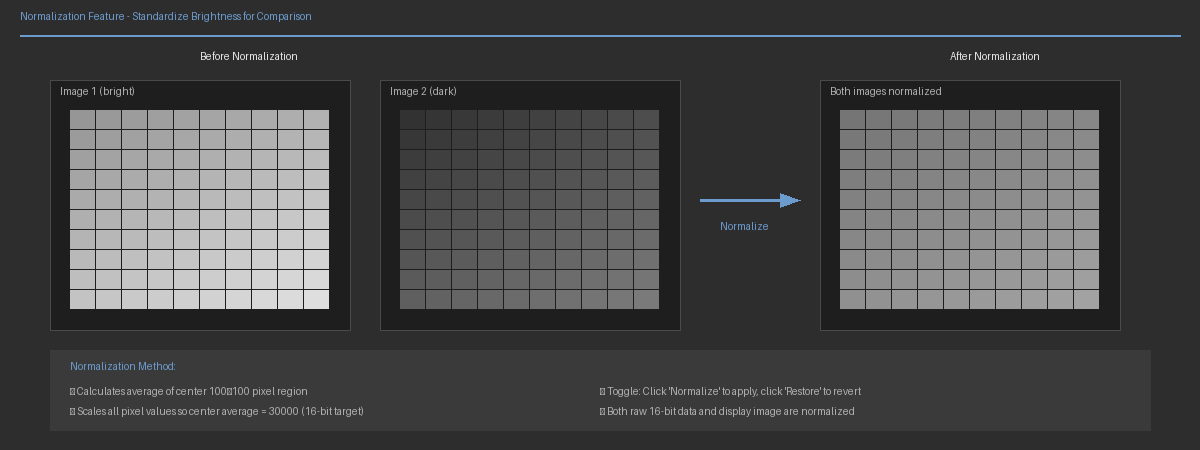 Normalization Feature - Standardize Brightness for Comparison
Before Normalization
After Normalization
Image 1 (bright)
Image 2 (dark)
Both images normalized
Normalize
Normalization Method:
▯ Calculates average of center 100▯100 pixel region
▯ Toggle: Click 'Normalize' to apply, click 'Restore' to revert
▯ Scales all pixel values so center average = 30000 (16-bit target)
▯ Both raw 16-bit data and display image are normalized